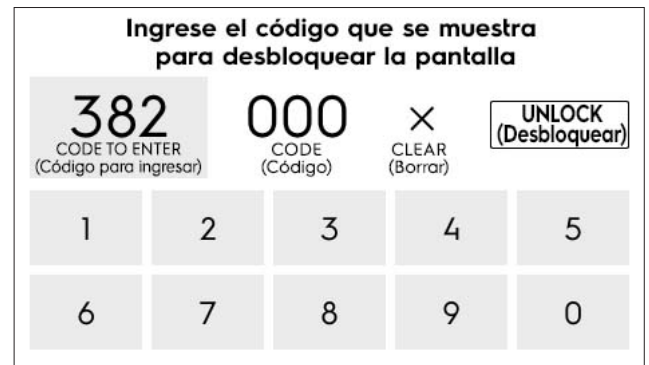 Ingrese el código que se muestra
para desbloquear la pantalla
382
CODE TO ENTER
(Código para ingresar)
000
CODE
(Código)
×
CLEAR
(Borrar)
UNLOCK
(Desbloquear)
1 2 3 4 5
6 7 8 9 0